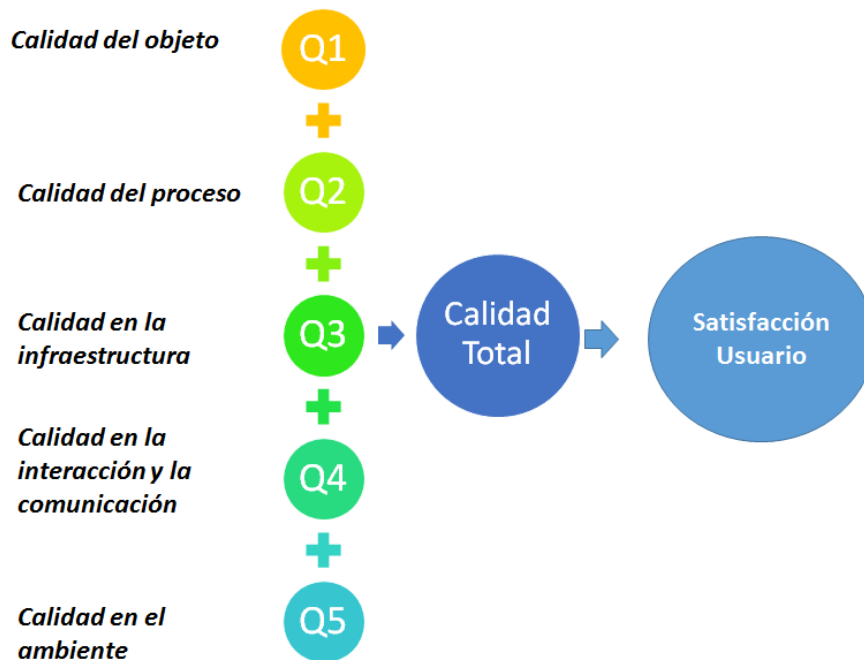 Calidad del objeto
Q1
Calidad del proceso
Q2
Calidad en la
infraestructura
Q3
Calidad
Total
Satisfacción
Usuario
Calidad en la
interacción y la
comunicación
Q4
Calidad en el
ambiente
Q5